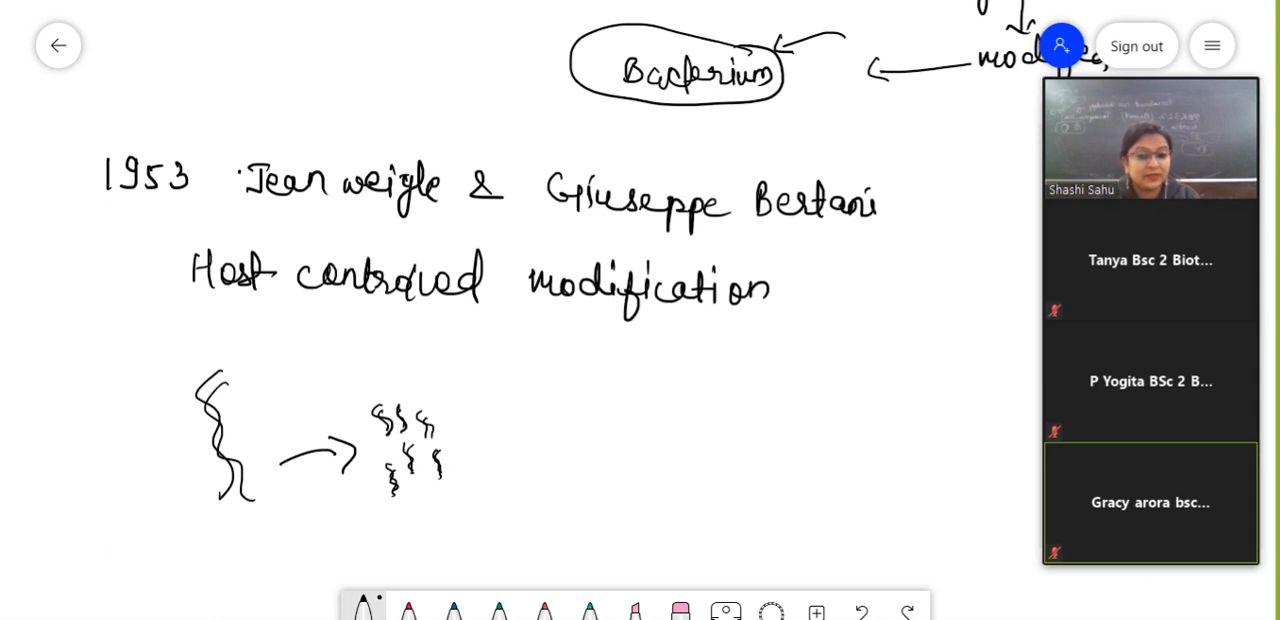 Sign out
Bacterium
1953 Jean weigle & Giuseppe Bertani
Host controlled modification
Shashi Sahu
Tanya Bsc 2 Biot...
P Yogita BSc 2 B...
Gracy arora bsc...